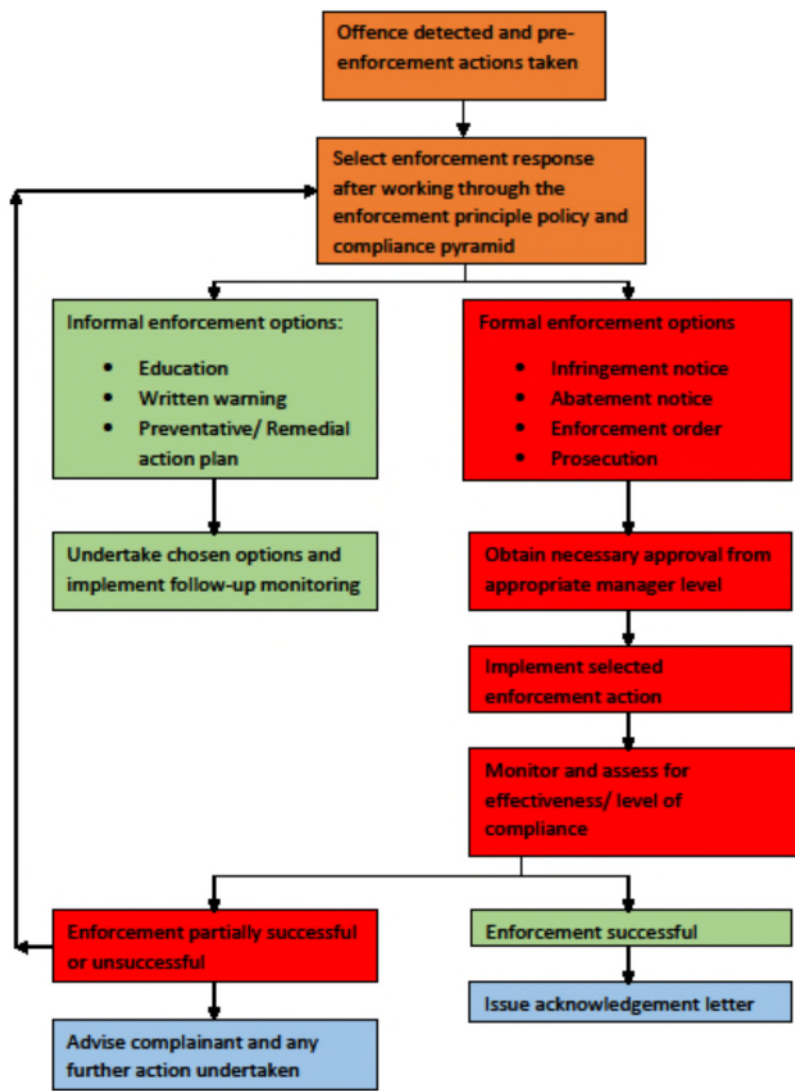 Offence detected and pre-
enforcement actions taken
Select enforcement response
after working through the
enforcement principle policy and
compliance pyramid
Informal enforcement options:
• Education
• Written warning
• Preventative/ Remedial
action plan
Formal enforcement options
• Infringement notice
• Abatement notice
• Enforcement order
• Prosecution
Undertake chosen options and
implement follow-up monitoring
Obtain necessary approval from
appropriate manager level
Implement selected
enforcement action
Monitor and assess for
effectiveness/ level of
compliance
Enforcement partially successful
or unsuccessful
Enforcement successful
Advise complainant and any
further action undertaken
Issue acknowledgement letter